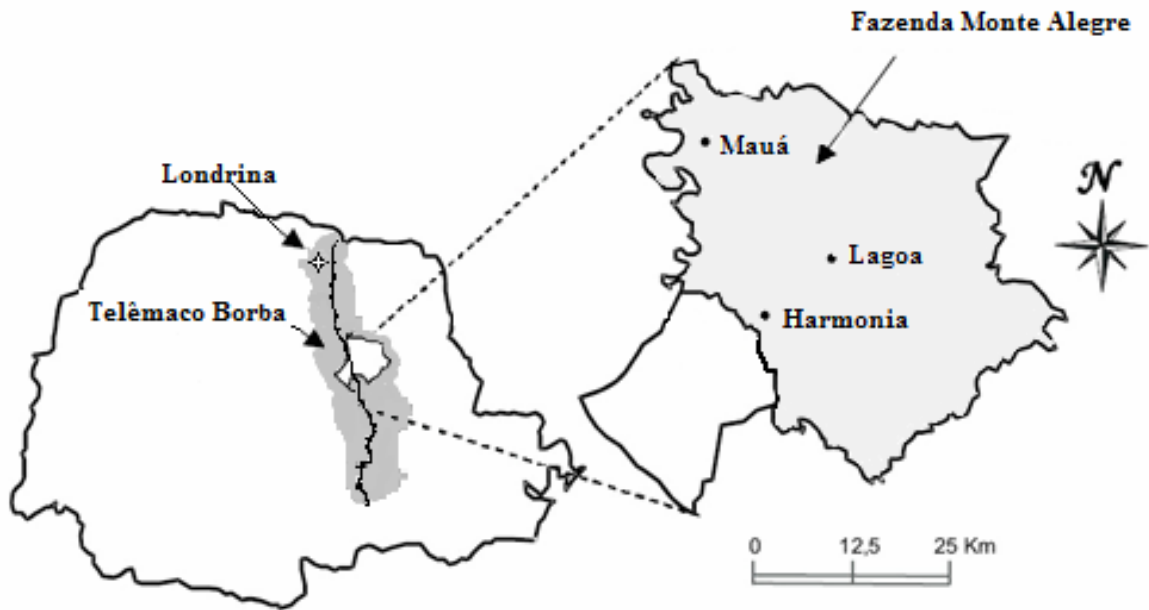 Fazenda Monte Alegre
Mauá
Londrina
N
Lagoa
Telêmaco Borba
Harmonia
0 12,5 25 Km